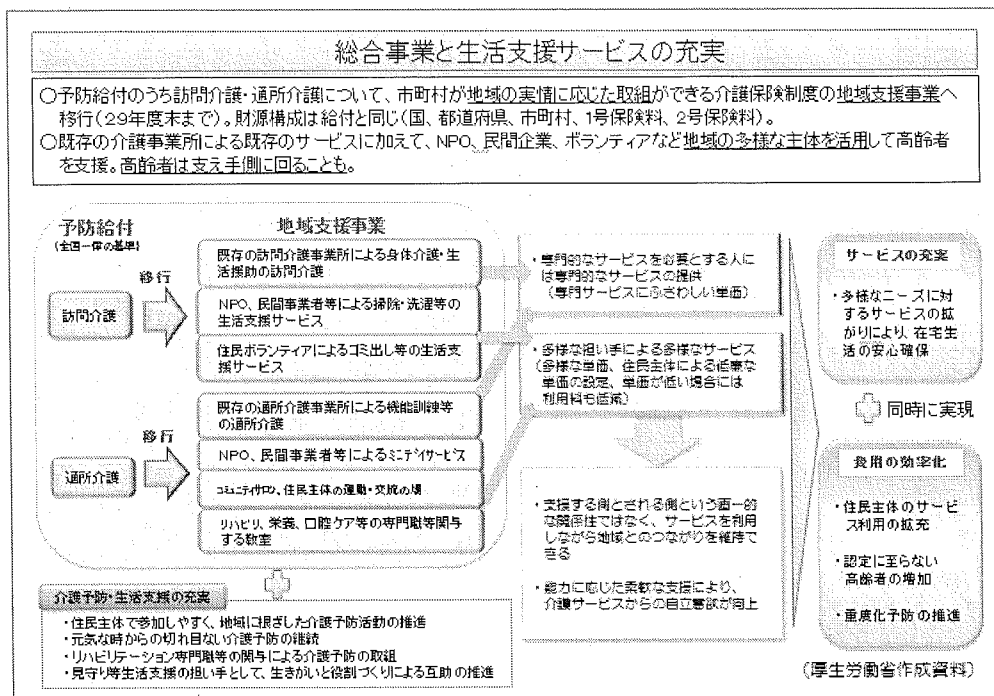 総合事業と生活支援サービスの充実
○予防給付のうち訪問介護・通所介護について、市町村が地域の実情に応じた取組ができる介護保険制度の地域支援事業へ
移行(29年度末まで)。財源構成は給付と同じ(国、都道府県、市町村、1号保険料、2号保険料)。
○既存の介護事業所による既存のサービスに加えて、NPO、民間企業、ボランティアなど地域の多様な主体を活用して高齢者
を支援。高齢者は支え手側に回ることも。
予防給付
(全国一律の基準)
地域支援事業
移行
訪問介護
既存の訪問介護事業所による身体介護・生
活援助の訪問介護
NPO、民間事業者等による掃除・洗濯等の
生活支援サービス
住民ボランティアによるゴミ出し等の生活支
援サービス
移行
通所介護
既存の通所介護事業所による機能訓練等
の通所介護
NPO、民間事業者等によるミニデイサービス
コミュニティサロン、住民主体の運動・交流の場
リハビリ、栄養、口腔ケア等の専門職等関与
する教室
・専門的なサービスを必要とする人に
は専門的なサービスの提供
(専門サービスにふさわしい単価)
・多様な担い手による多様なサービス
(多様な単価、住民主体による低廉な
単価の設定、単価が低い場合には
利用料も低減)
・支援する側とされる側という画一的
な関係性ではなく、サービスを利用
しながら地域とのつながりを維持で
きる
・能力に応じた柔軟な支援により、
介護サービスからの自立意欲が向上
サービスの充実
・多様なニーズに対
するサービスの拡
がりにより、在宅生
活の安心確保
同時に実現
費用の効率化
・住民主体のサービ
ス利用の拡充
・認定に至らない
高齢者の増加
・重度化予防の推進
介護予防・生活支援の充実
・住民主体で参加しやすく、地域に根ざした介護予防活動の推進
・元気な時からの切れ目ない介護予防の継続
・リハビリテーション専門職等の関与による介護予防の取組
・見守り等生活支援の担い手として、生きがいと役割づくりによる互助の推進
(厚生労働省作成資料)